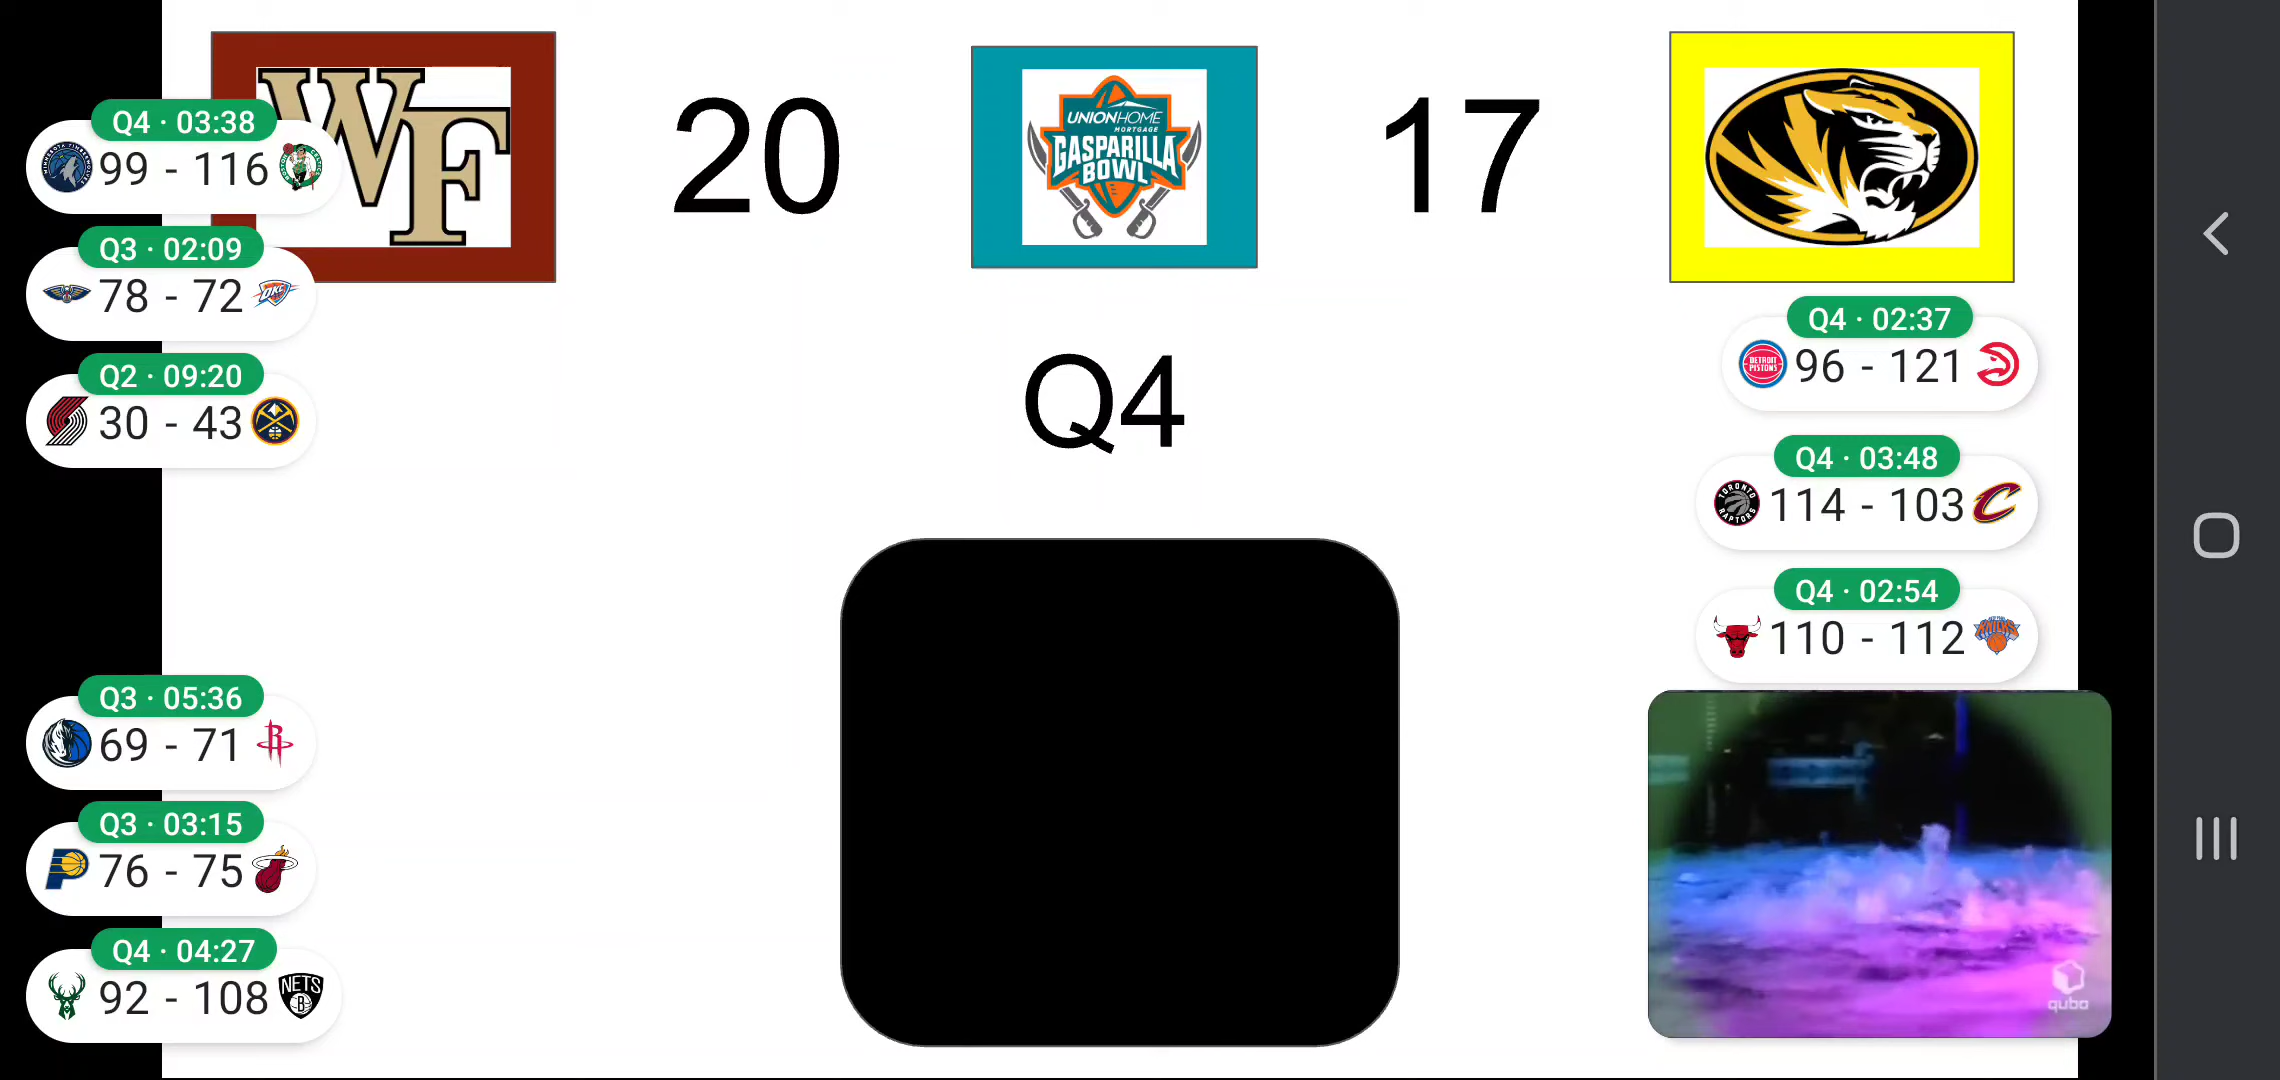 WF
20
UNION HOME
MORTGAGE
GASPARILLA
BOWL
17
Q4 · 03:38
99 - 116
Q3 · 02:09
78 - 72
OKC
Q2 · 09:20
30 - 43
Q4
Q4 · 02:37
DETROIT
PISTONS
96 - 121
Q4 · 03:48
TORONTO
RAPTORS
114 - 103
C
Q4 · 02:54
110 - 112
KNICKS
Q3 · 05:36
69 - 71
R
Q3 · 03:15
P
76 - 75
Q4 · 04:27
92 - 108
NETS
B
qubo